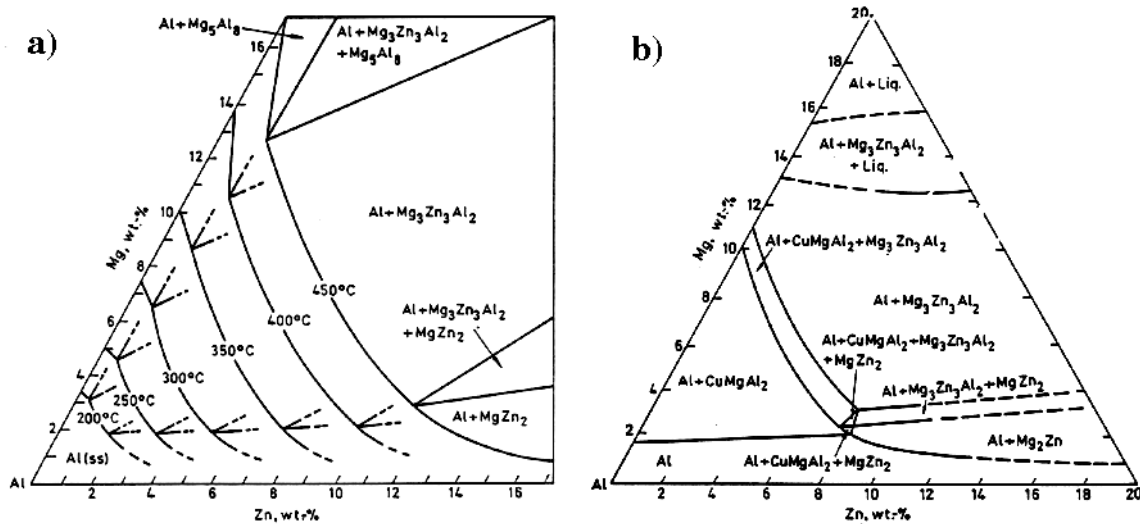 a)
Al+Mg5Al8
Al+Mg3Zn3Al2
+Mg5Al8
16
14
12
10
8
6
4
2
Mg, wt.-%
Al+Mg3Zn3Al2
450°C
400°C
350°C
300°C
250°C
200°C
Al+Mg3Zn3Al2
+MgZn2
Al+MgZn2
Al(ss)
Al
2
4
6
8
10
12
14
16
Zn, wt.-%
b)
20
18
16
14
12
10
8
6
4
2
Mg, wt.-%
Al+Liq.
Al+Mg3Zn3Al2
+Liq.
Al+CuMgAl2+Mg3Zn3Al2
Al+Mg3Zn3Al2
Al+CuMgAl2+Mg3Zn3Al2
+MgZn2
Al+CuMgAl2
Al+Mg3Zn3Al2+MgZn2
Al+Mg2Zn
Al
Al+CuMgAl2+MgZn2
Al
2
4
6
8
10
12
14
16
18
20
Zn, wt.-%